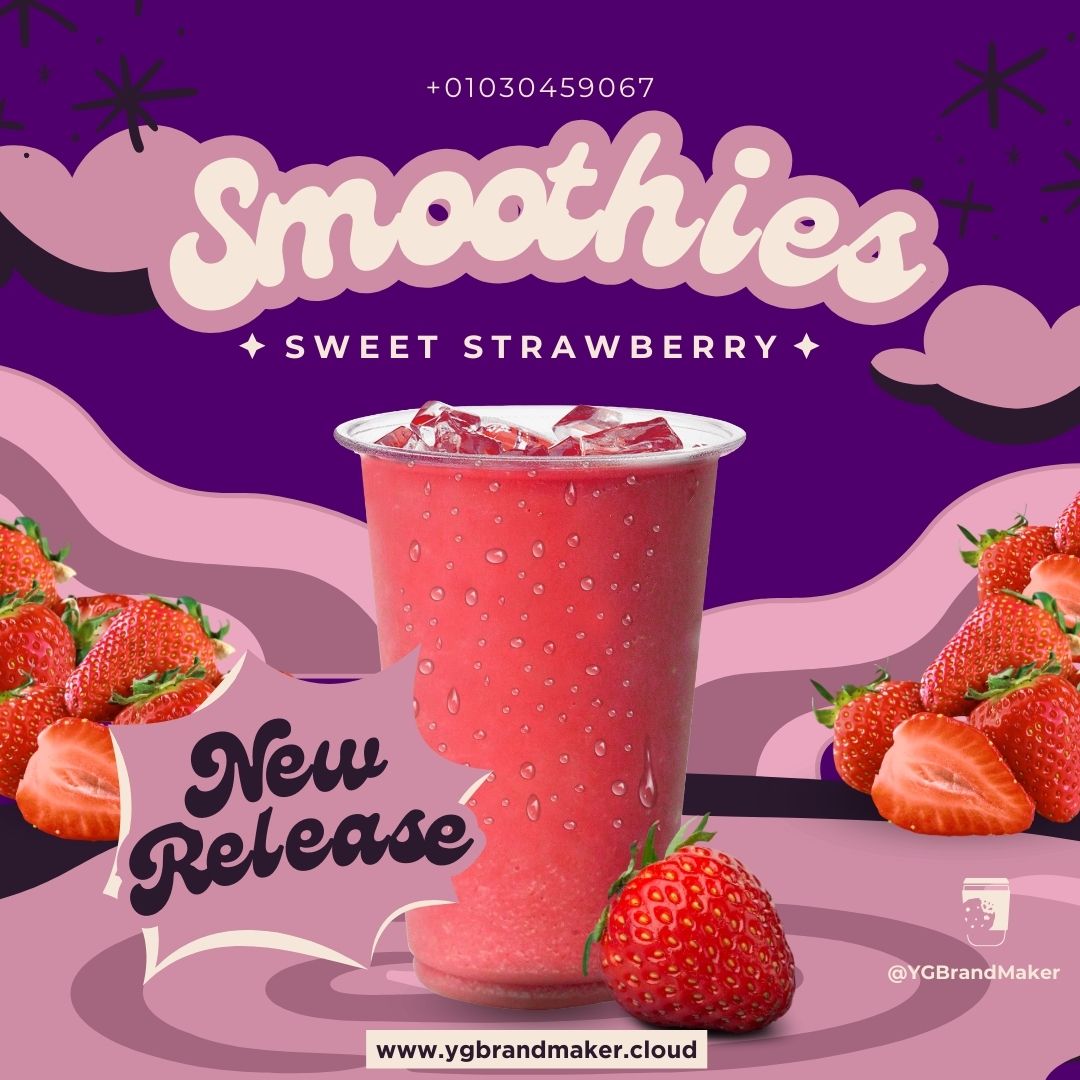 +01030459067
Smoothies
SWEET STRAWBERRY
New
Release
@YGBrandMaker
www.ygbrandmaker.cloud